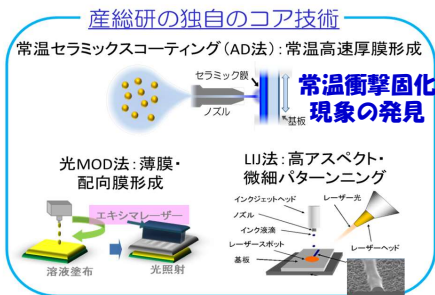 産総研の独自のコア技術
常温セラミックスコーティング(AD法):常温高速厚膜形成
セラミック膜
ノズル
基板
常温衝撃固化
現象の発見
光MOD法:薄膜・
配向膜形成
エキシマレーザー
溶液塗布
光照射
LIJ法:高アスペクト・
微細パターンニング
インクジェットヘッド
ノズル
インク液滴
レーザースポット
基板
レーザー光
レーザーヘッド